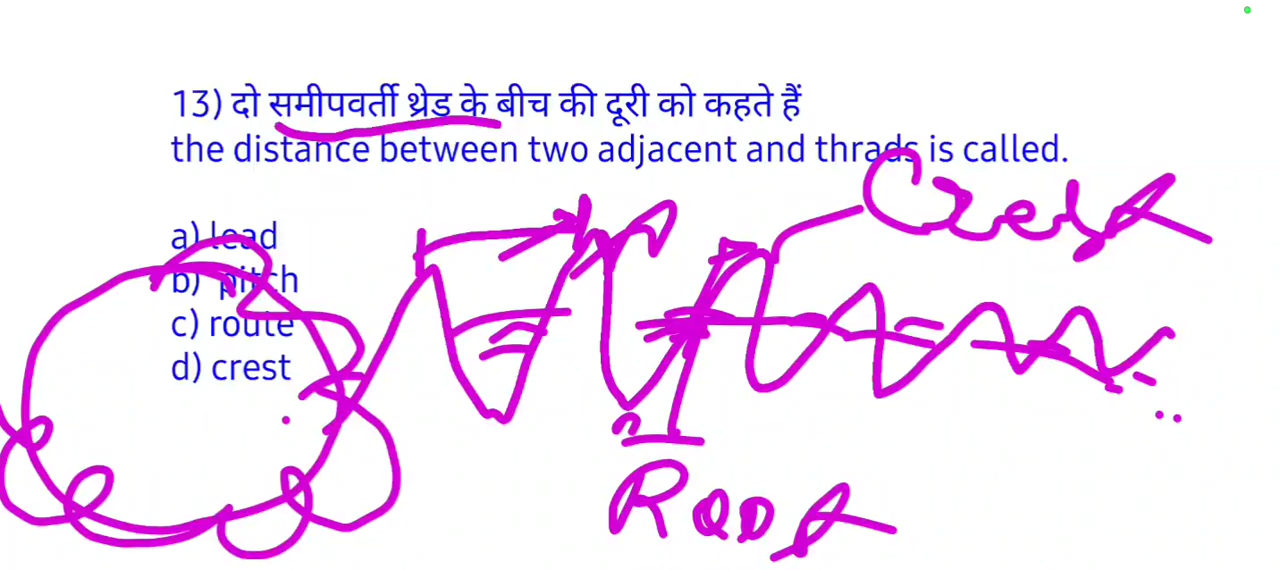 13) दो समीपवर्ती थ्रेड के बीच की दूरी को कहते हैं
the distance between two adjacent and thrads is called.
Crest
a) lead
b) pitch
c) route
d) crest
Root